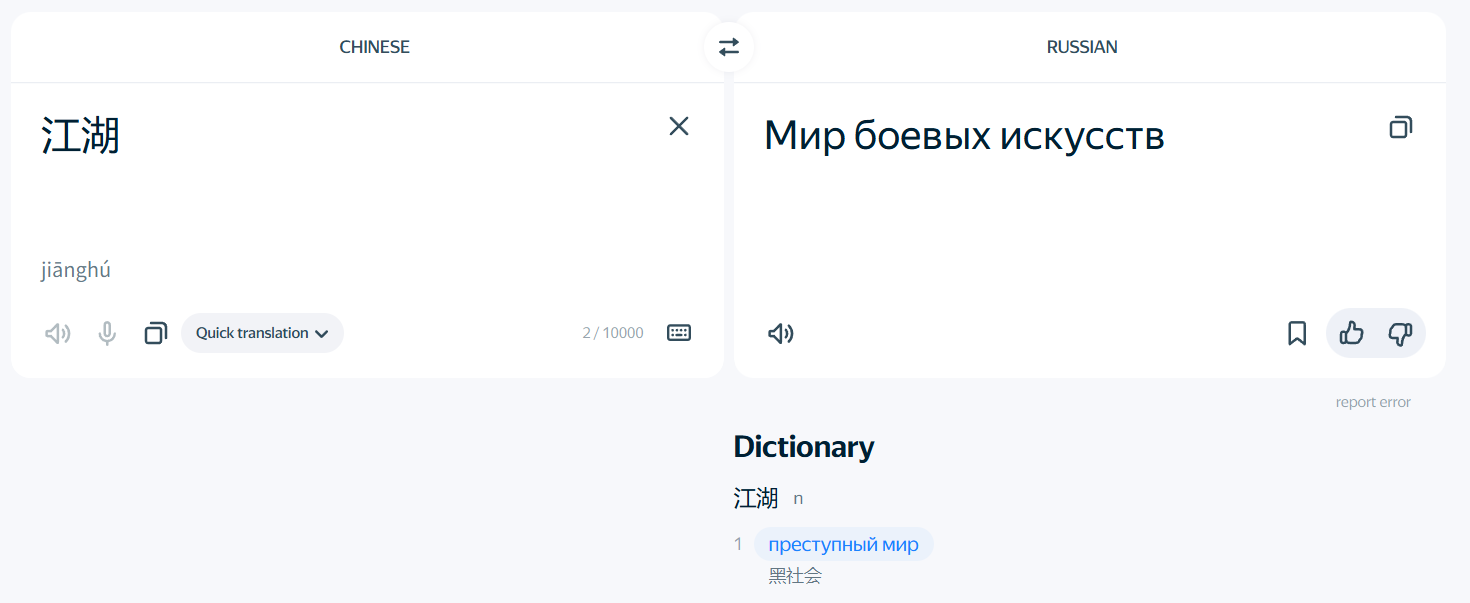 CHINESE
RUSSIAN
江湖
Мир боевых искусств
jiānghú
Quick translation
2 / 10000
report error
Dictionary
江湖 n
1 преступный мир
黑社会